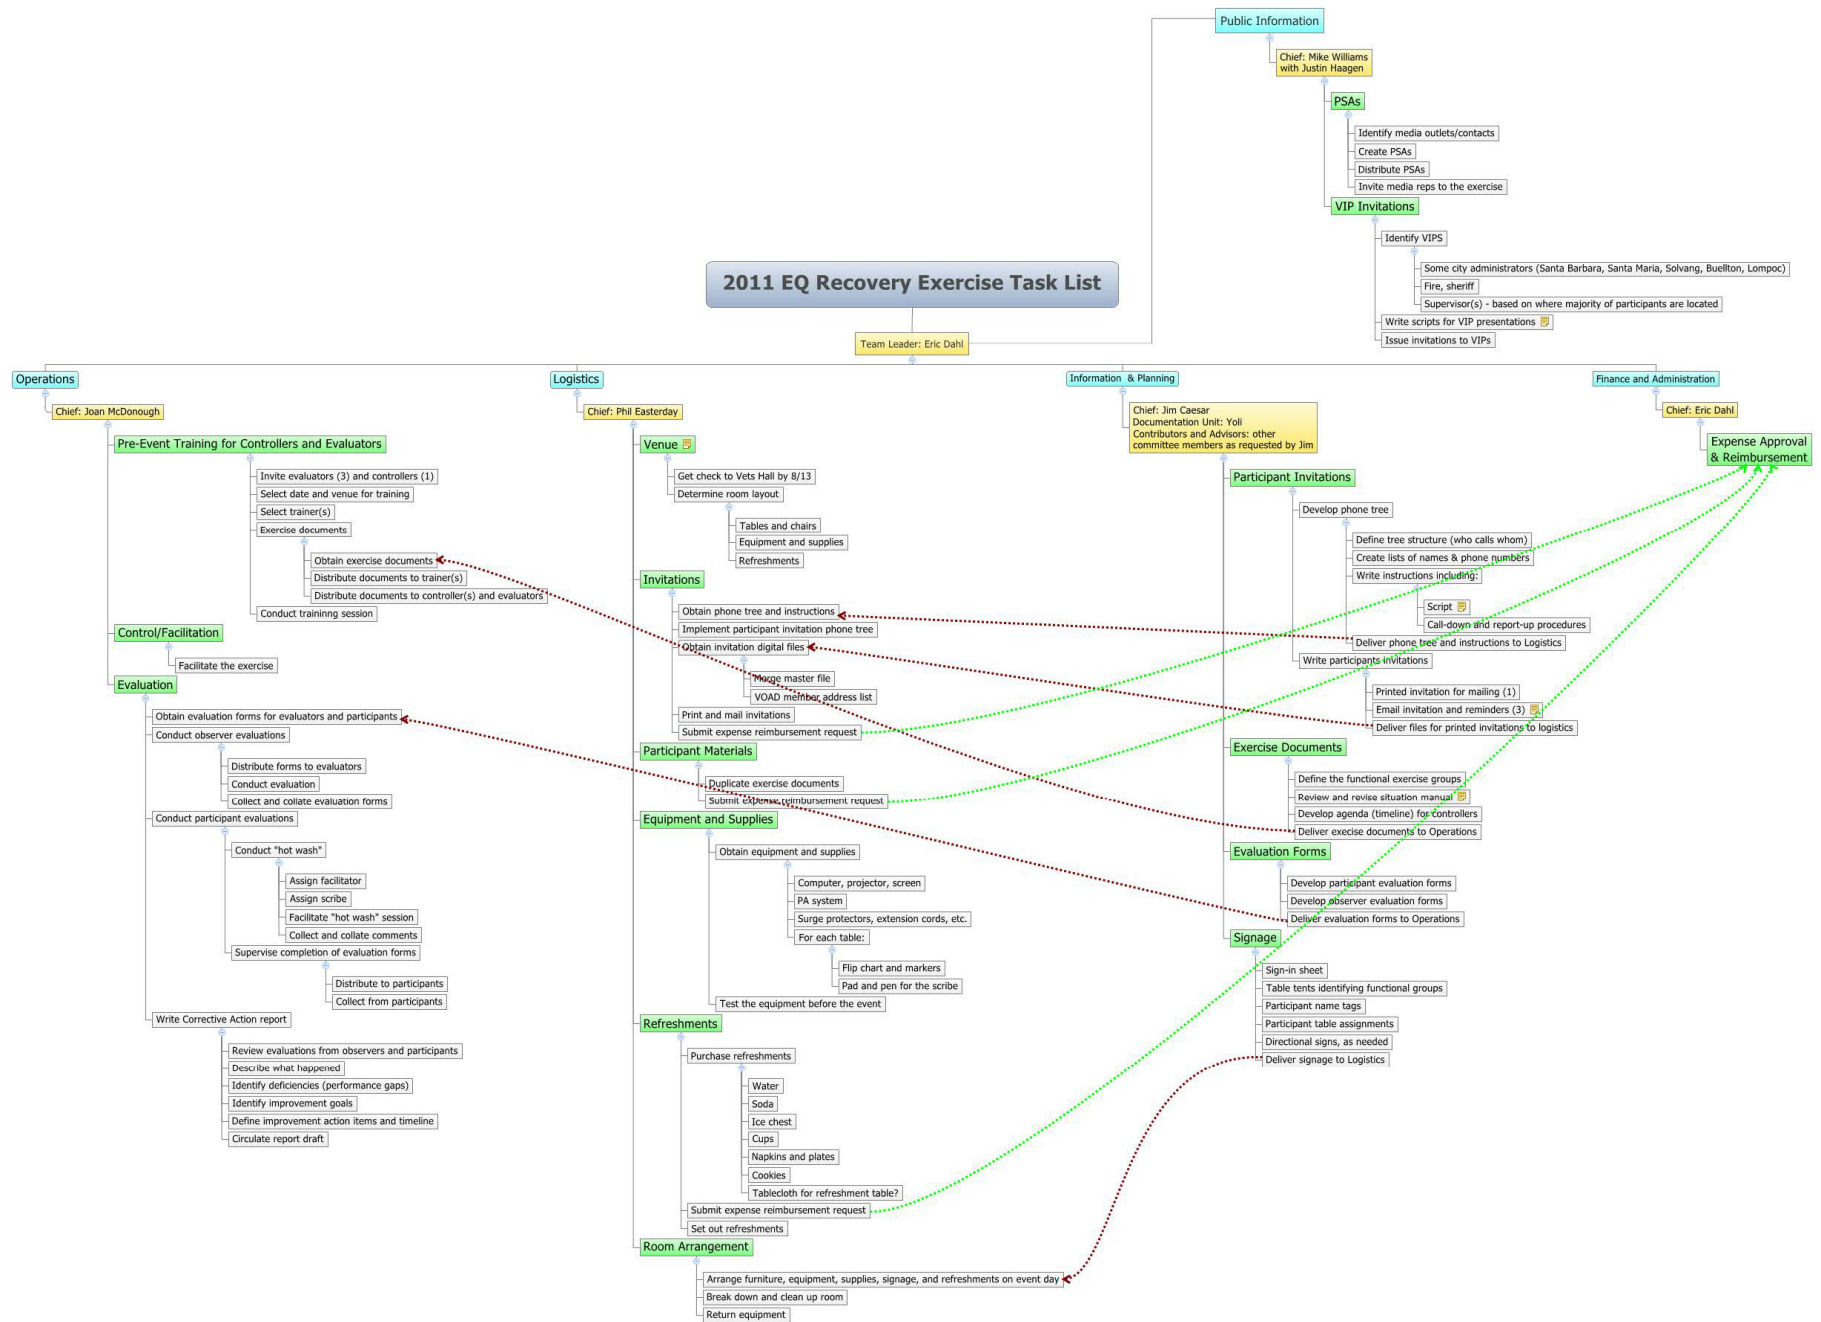 Public Information
Chief: Mike Williams
with Justin Haagen
PSAs
Identify media outlets/contacts
Create PSAs
Distribute PSAs
Invite media reps to the exercise
VIP Invitations
Identify VIPS
Some city administrators (Santa Barbara, Santa Maria, Solvang, Buellton, Lompoc)
Fire, sheriff
Supervisor(s) - based on where majority of participants are located
Write scripts for VIP presentations
Issue invitations to VIPs
2011 EQ Recovery Exercise Task List
Team Leader: Eric Dahl
Operations
Chief: Joan McDonough
Pre-Event Training for Controllers and Evaluators
Invite evaluators (3) and controllers (1)
Select date and venue for training
Select trainer(s)
Exercise documents
Obtain exercise documents
Distribute documents to trainer(s)
Distribute documents to controller(s) and evaluators
Conduct traininng session
Control/Facilitation
Facilitate the exercise
Evaluation
Obtain evaluation forms for evaluators and participants
Conduct observer evaluations
Distribute forms to evaluators
Conduct evaluation
Collect and collate evaluation forms
Conduct participant evaluations
Conduct "hot wash"
Assign facilitator
Assign scribe
Facilitate "hot wash" session
Collect and collate comments
Supervise completion of evaluation forms
Distribute to participants
Collect from participants
Write Corrective Action report
Review evaluations from observers and participants
Describe what happened
Identify deficiencies (performance gaps)
Identify improvement goals
Define improvement action items and timeline
Circulate report draft
Logistics
Chief: Phil Easterday
Venue
Get check to Vets Hall by 8/13
Determine room layout
Tables and chairs
Equipment and supplies
Refreshments
Invitations
Obtain phone tree and instructions
Implement participant invitation phone tree
Obtain invitation digital files
Merge master file
VOAD member address list
Print and mail invitations
Submit expense reimbursement request
Participant Materials
Duplicate exercise documents
Submit expense reimbursement request
Equipment and Supplies
Obtain equipment and supplies
Computer, projector, screen
PA system
Surge protectors, extension cords, etc.
For each table:
Flip chart and markers
Pad and pen for the scribe
Test the equipment before the event
Refreshments
Purchase refreshments
Water
Soda
Ice chest
Cups
Napkins and plates
Cookies
Tablecloth for refreshment table?
Submit expense reimbursement request
Set out refreshments
Room Arrangement
Arrange furniture, equipment, supplies, signage, and refreshments on event day
Break down and clean up room
Return equipment
Information & Planning
Chief: Jim Caesar
Documentation Unit: Yoli
Contributors and Advisors: other
committee members as requested by Jim
Participant Invitations
Develop phone tree
Define tree structure (who calls whom)
Create lists of names & phone numbers
Write instructions including:
Script
Call-down and report-up procedures
Deliver phone tree and instructions to Logistics
Write participants invitations
Printed invitation for mailing (1)
Email invitation and reminders (3)
Deliver files for printed invitations to logistics
Exercise Documents
Define the functional exercise groups
Review and revise situation manual
Develop agenda (timeline) for controllers
Deliver execise documents to Operations
Evaluation Forms
Develop participant evaluation forms
Develop observer evaluation forms
Deliver evaluation forms to Operations
Signage
Sign-in sheet
Table tents identifying functional groups
Participant name tags
Participant table assignments
Directional signs, as needed
Deliver signage to Logistics
Finance and Administration
Chief: Eric Dahl
Expense Approval
& Reimbursement